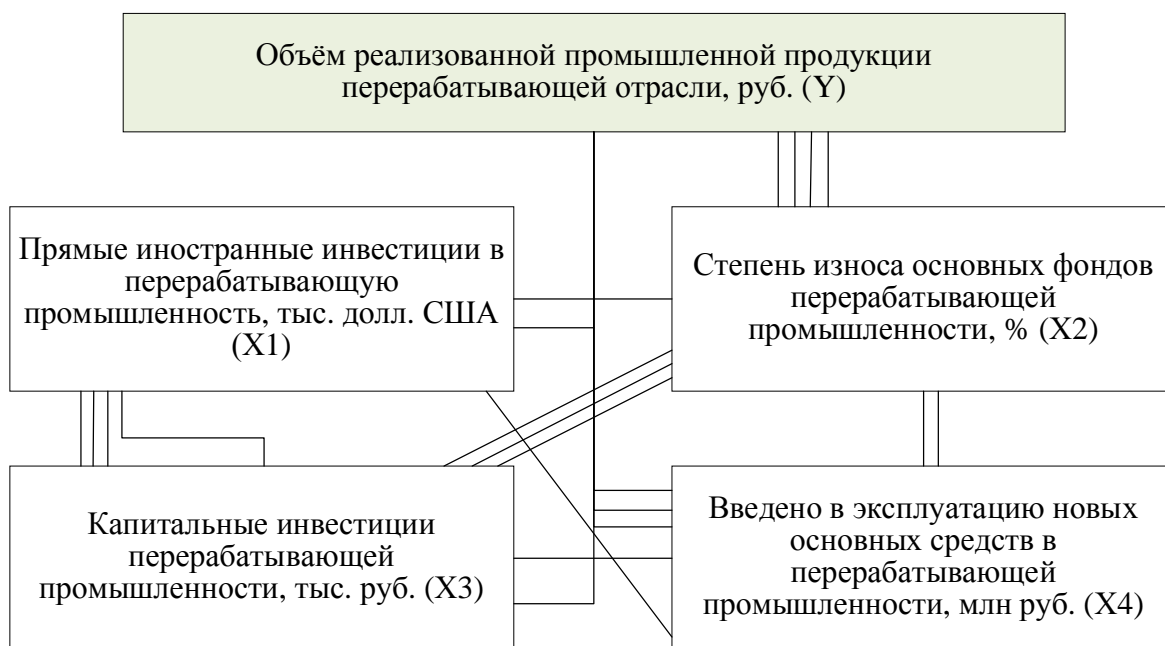 Объём реализованной промышленной продукции
перерабатывающей отрасли, руб. (Y)
Прямые иностранные инвестиции в
перерабатывающую
промышленность, тыс. долл. США
(X1)
Степень износа основных фондов
перерабатывающей
промышленности, % (X2)
Капитальные инвестиции
перерабатывающей
промышленности, тыс. руб. (X3)
Введено в эксплуатацию новых
основных средств в
перерабатывающей
промышленности, млн руб. (X4)